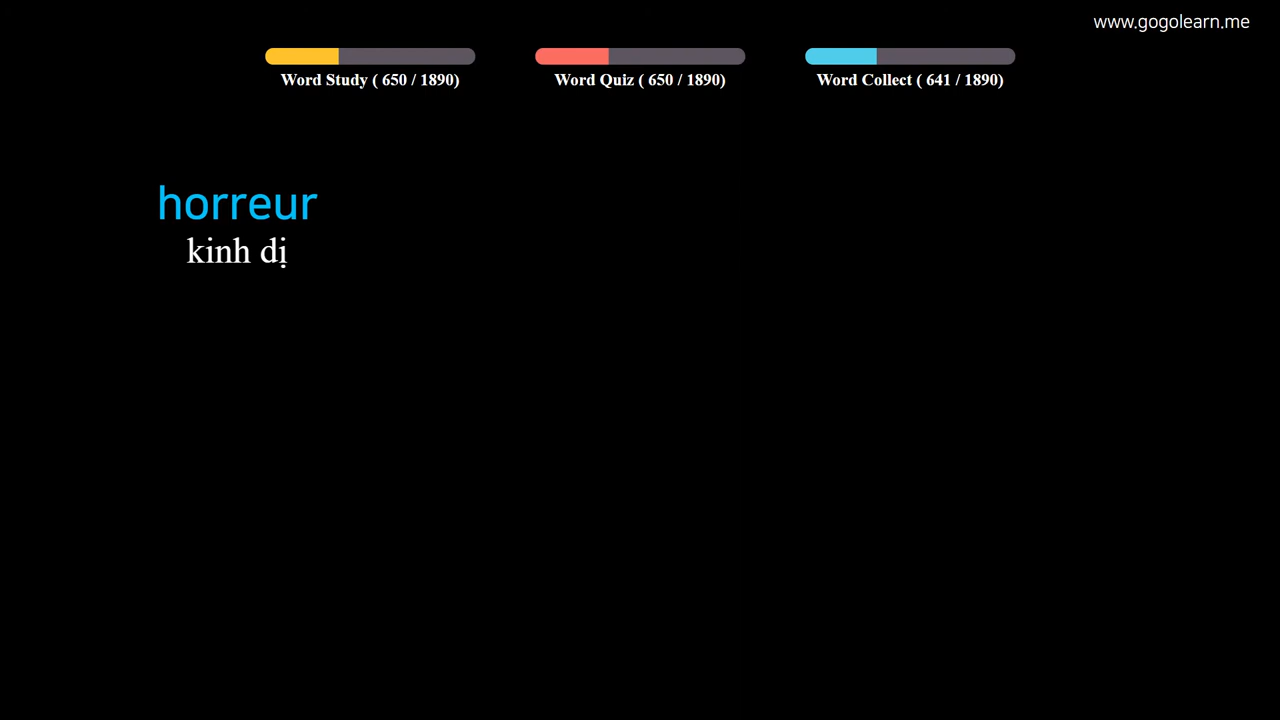 www.gogolearn.me
Word Study ( 650 / 1890)
Word Quiz ( 650 / 1890)
Word Collect ( 641 / 1890)
horreur
kinh dị